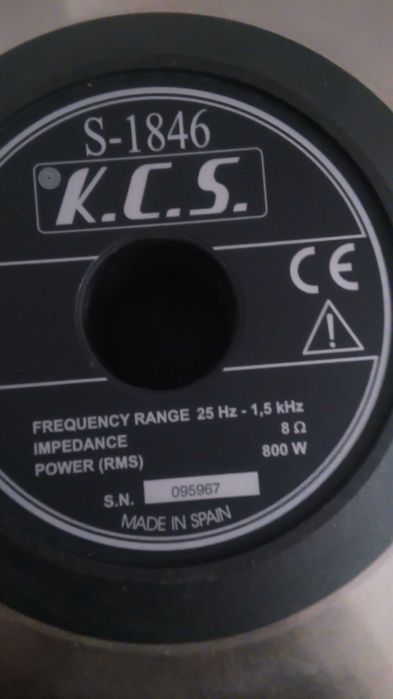 S-1846
K.C.S.
CE
FREQUENCY RANGE 25 Hz - 1,5 kHz
IMPEDANCE 8 Ω
POWER (RMS) 800 W
S.N. 095967
MADE IN SPAIN